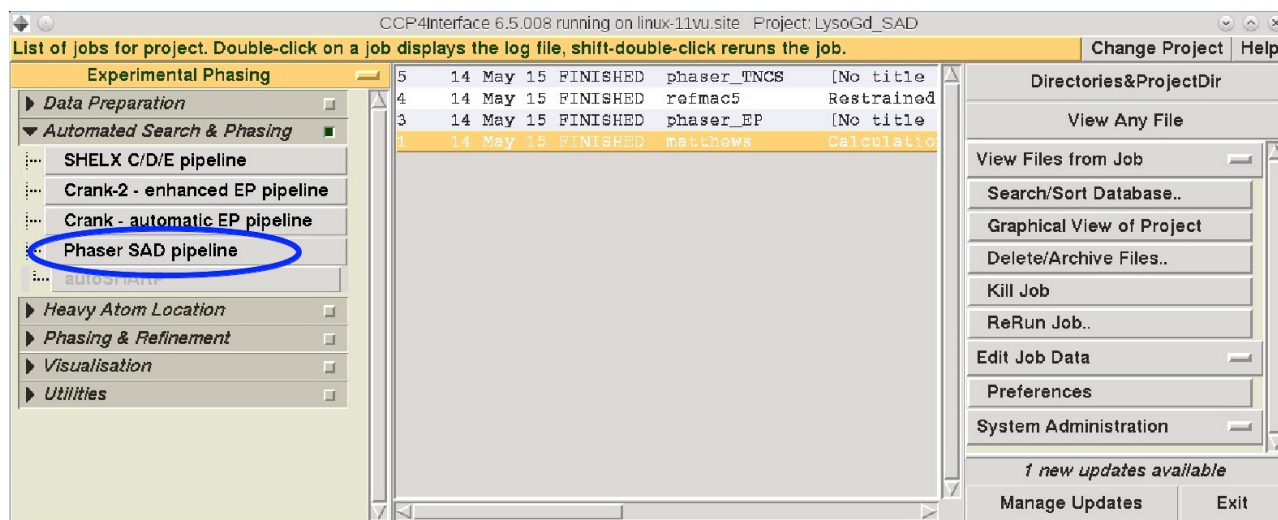 CCP4Interface 6.5.008 running on linux-11vu.site Project: LysoGd_SAD
List of jobs for project. Double-click on a job displays the log file, shift-double-click reruns the job.
Change Project
Help
Experimental Phasing
Data Preparation
Automated Search & Phasing
SHELX C/D/E pipeline
Crank-2 - enhanced EP pipeline
Crank - automatic EP pipeline
Phaser SAD pipeline
autoSHARP
Heavy Atom Location
Phasing & Refinement
Visualisation
Utilities
5 14 May 15 FINISHED phaser_TNCS [No title
4 14 May 15 FINISHED refmac5 Restrained
3 14 May 15 FINISHED phaser_EP [No title
1 14 May 15 FINISHED matthews Calculatio
Directories&ProjectDir
View Any File
View Files from Job
Search/Sort Database..
Graphical View of Project
Delete/Archive Files..
Kill Job
ReRun Job..
Edit Job Data
Preferences
System Administration
1 new updates available
Manage Updates
Exit